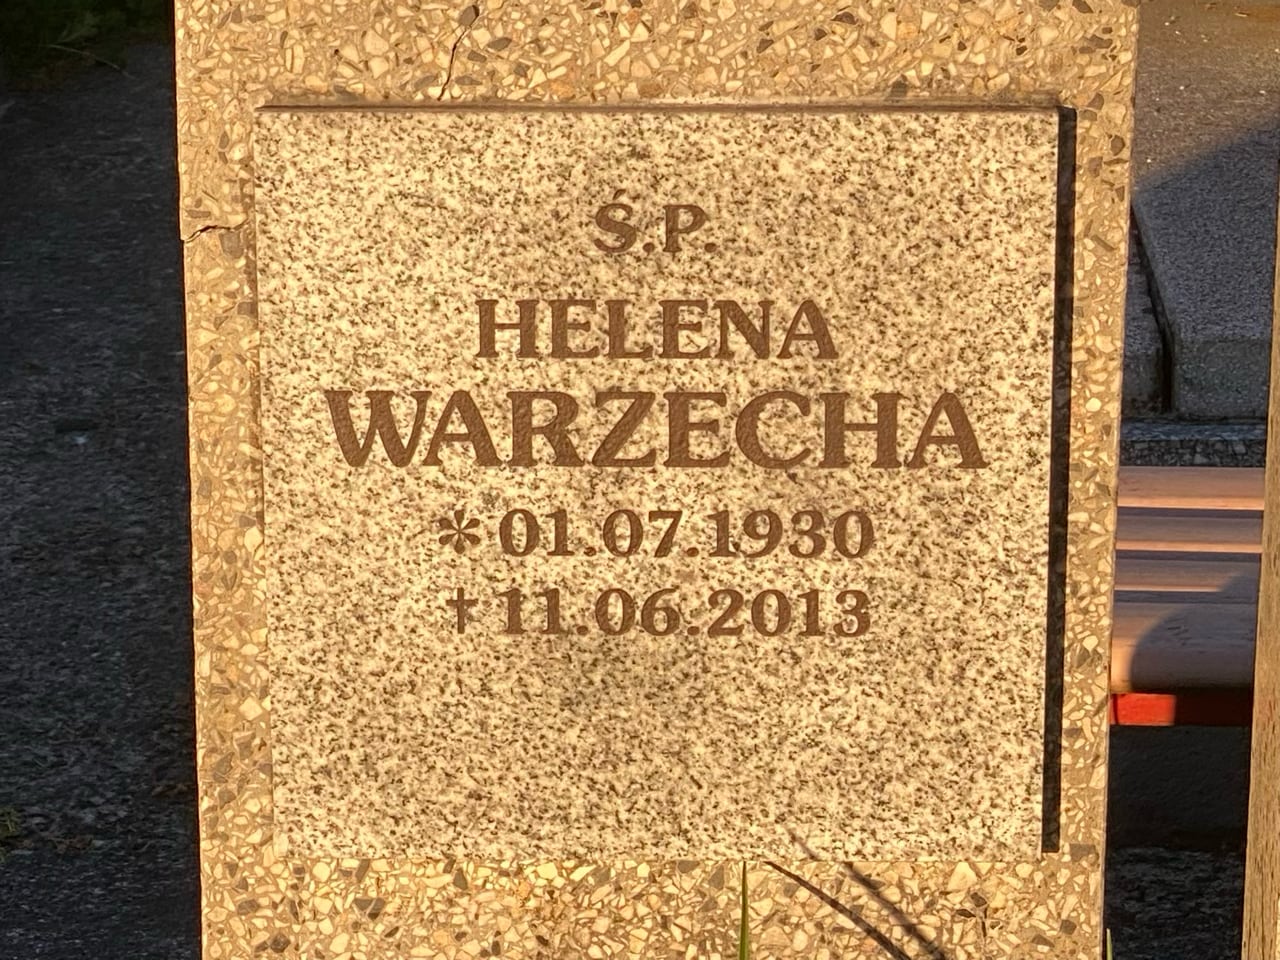 Ś.P.
HELENA
WARZECHA
*01.07.1930
†11.06.2013